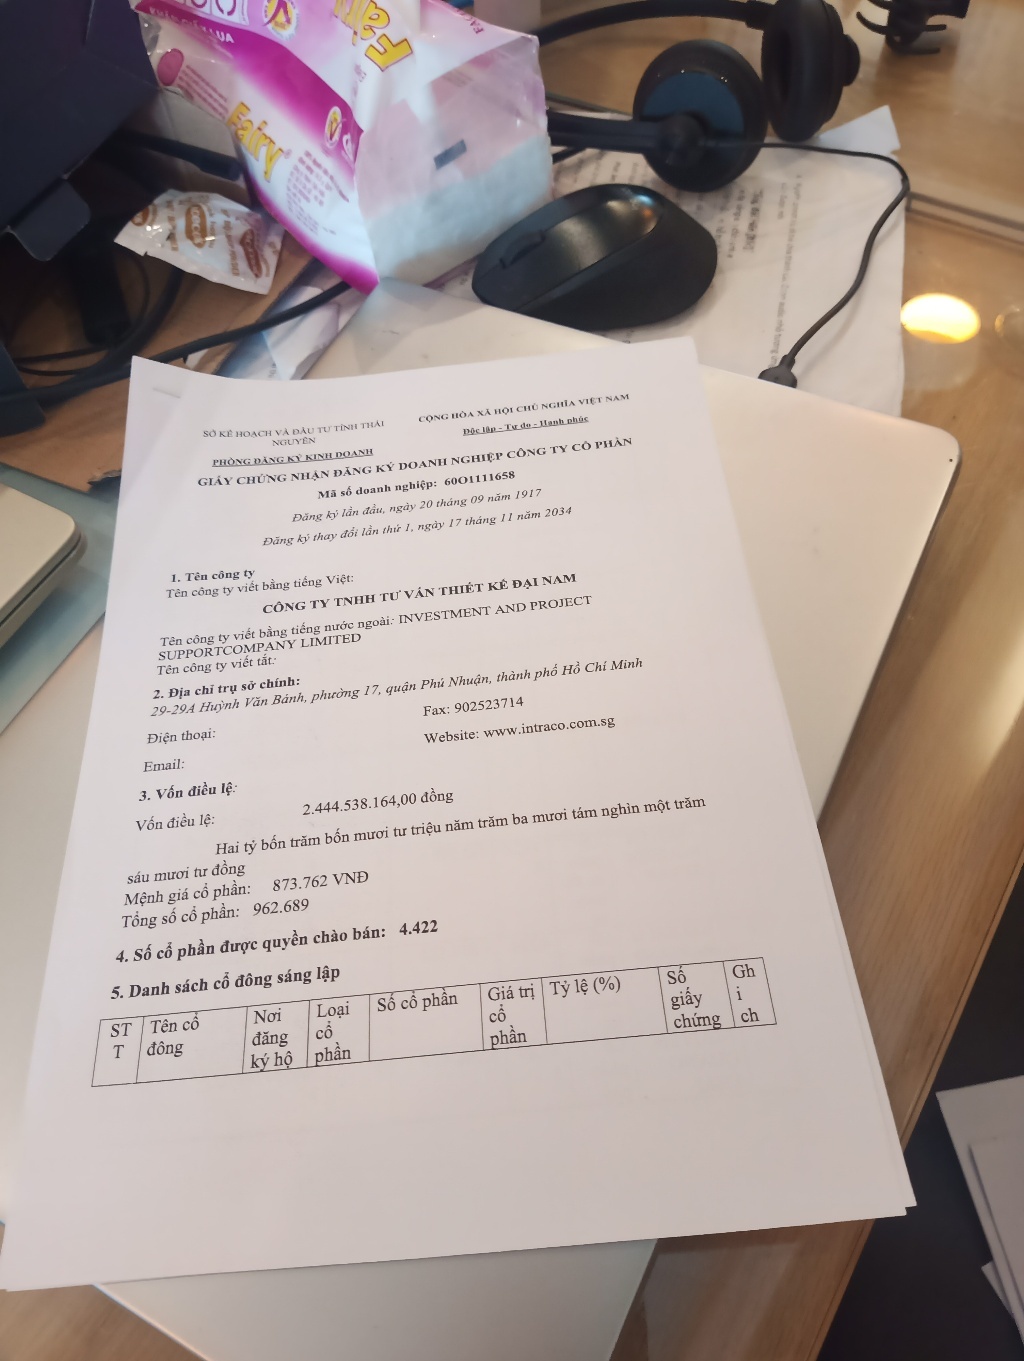 Fairy
Fairy
SỞ KẾ HOẠCH VÀ ĐẦU TƯ TỈNH THÁI
NGUYÊN
PHÒNG ĐĂNG KÝ KINH DOANH
CỘNG HÒA XÃ HỘI CHỦ NGHĨA VIỆT NAM
Độc lập - Tự do - Hạnh phúc
GIẤY CHỨNG NHẬN ĐĂNG KÝ DOANH NGHIỆP CÔNG TY CỔ PHẦN
Mã số doanh nghiệp: 60O1111658
Đăng ký lần đầu, ngày 20 tháng 09 năm 1917
Đăng ký thay đổi lần thứ 1, ngày 17 tháng 11 năm 2034
1. Tên công ty
Tên công ty viết bằng tiếng Việt:
CÔNG TY TNHH TƯ VẤN THIẾT KẾ ĐẠI NAM
Tên công ty viết bằng tiếng nước ngoài: INVESTMENT AND PROJECT
SUPPORTCOMPANY LIMITED
Tên công ty viết tắt:
2. Địa chỉ trụ sở chính:
29-29A Huỳnh Văn Bánh, phường 17, quận Phú Nhuận, thành phố Hồ Chí Minh
Điện thoại:
Fax: 902523714
Email:
Website: www.intraco.com.sg
3. Vốn điều lệ:
Vốn điều lệ:
2.444.538.164,00 đồng
Hai tỷ bốn trăm bốn mươi tư triệu năm trăm ba mươi tám nghìn một trăm
sáu mươi tư đồng
Mệnh giá cổ phần: 873.762 VNĐ
Tổng số cổ phần: 962.689
4. Số cổ phần được quyền chào bán: 4.422
5. Danh sách cổ đông sáng lập
ST
T
Tên cổ
đông
Nơi
đăng
ký hộ
Loại
cổ
phần
Số cổ phần
Giá trị
cổ
phần
Tỷ lệ (%)
Số
giấy
chứng
Gh
i
ch